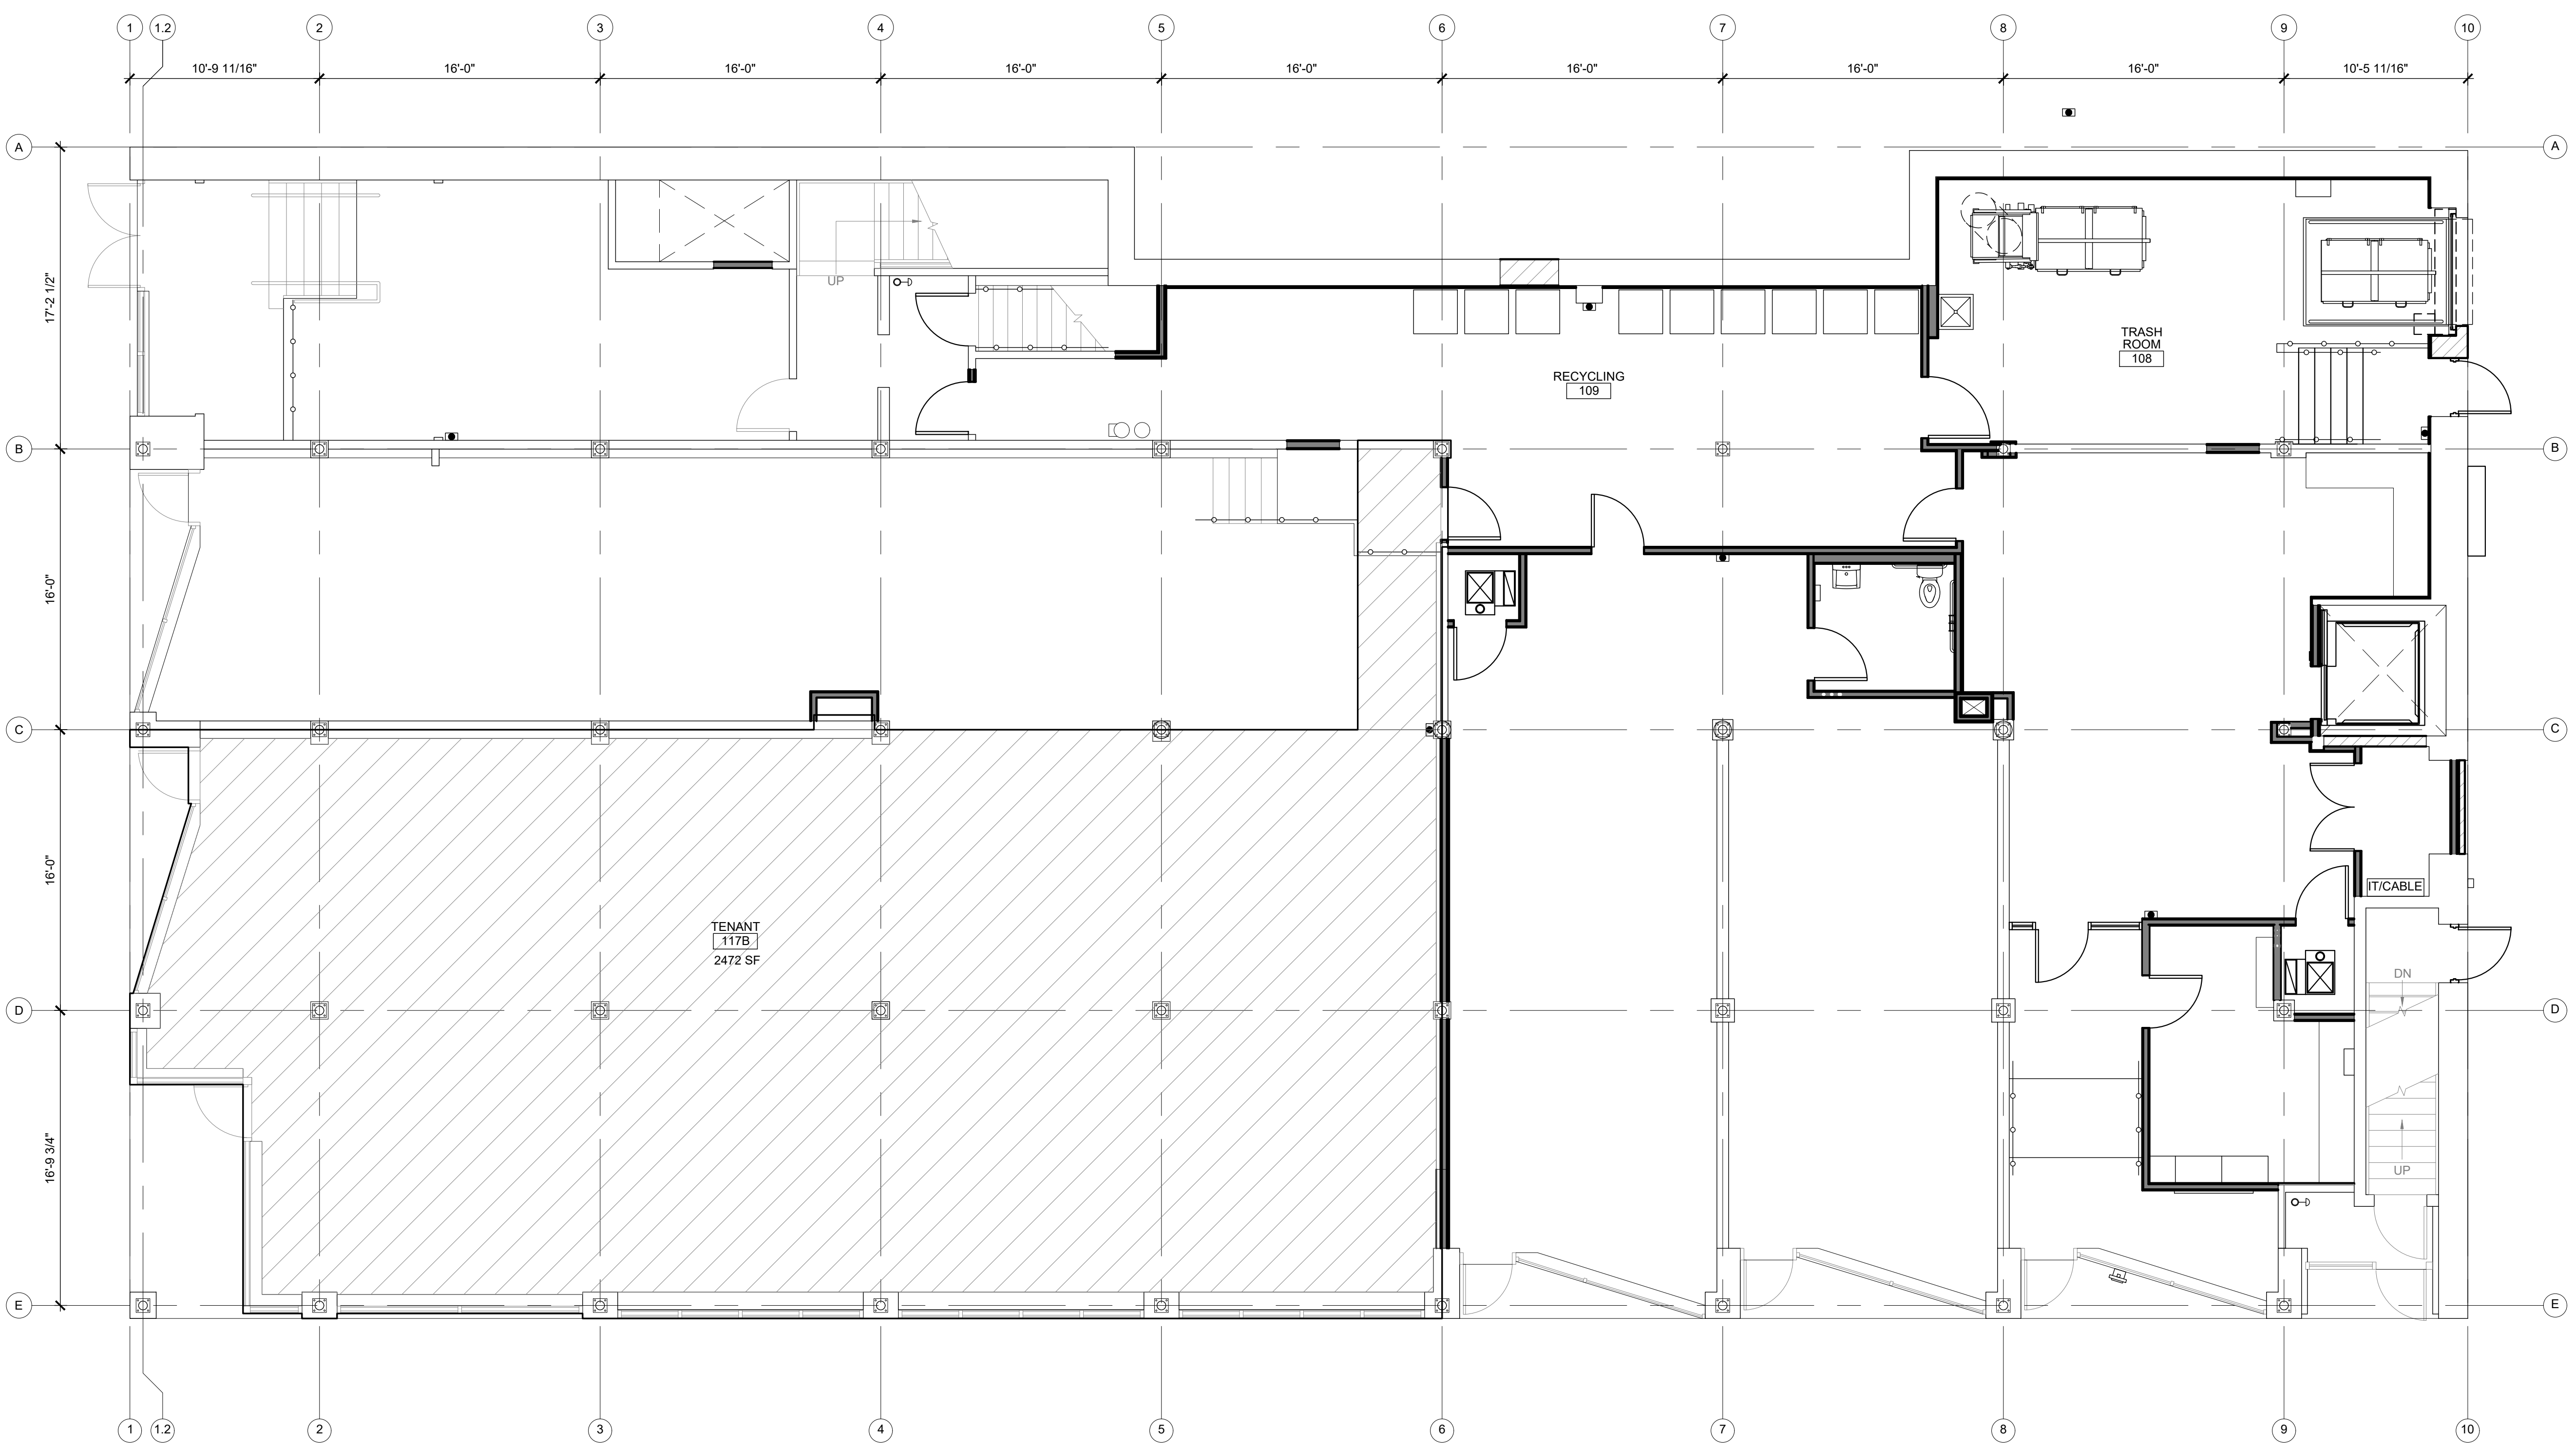 1 1.2 2 3 4 5 6 7 8 9 10
10'-9 11/16" 16'-0" 16'-0" 16'-0" 16'-0" 16'-0" 16'-0" 16'-0" 10'-5 11/16"
A A
17'-2 1/2"
UP
TRASH
ROOM
108
RECYCLING
109
B B
16'-0"
C C
16'-0"
IT/CABLE
TENANT
117B
2472 SF
DN
D D
16'-9 3/4"
UP
E E
1 1.2 2 3 4 5 6 7 8 9 10